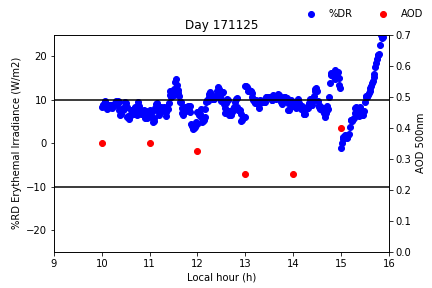 %DR AOD
Day 171125
%RD Erythemal Irradiance (W/m2)
20
10
0
−10
−20
0.7
0.6
0.5
0.4
0.3
0.2
0.1
0.0
AOD 500nm
9 10 11 12 13 14 15 16
Local hour (h)